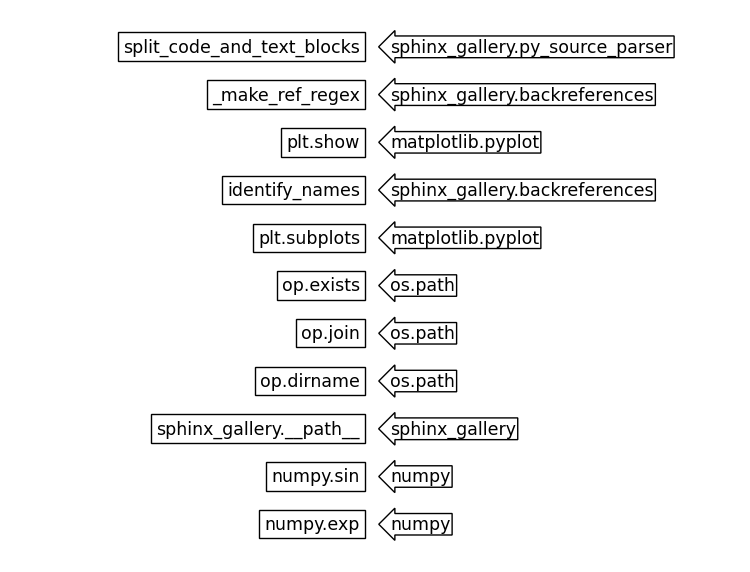 split_code_and_text_blocks sphinx_gallery.py_source_parser
_make_ref_regex sphinx_gallery.backreferences
plt.show matplotlib.pyplot
identify_names sphinx_gallery.backreferences
plt.subplots matplotlib.pyplot
op.exists os.path
op.join os.path
op.dirname os.path
sphinx_gallery.__path__ sphinx_gallery
numpy.sin numpy
numpy.exp numpy